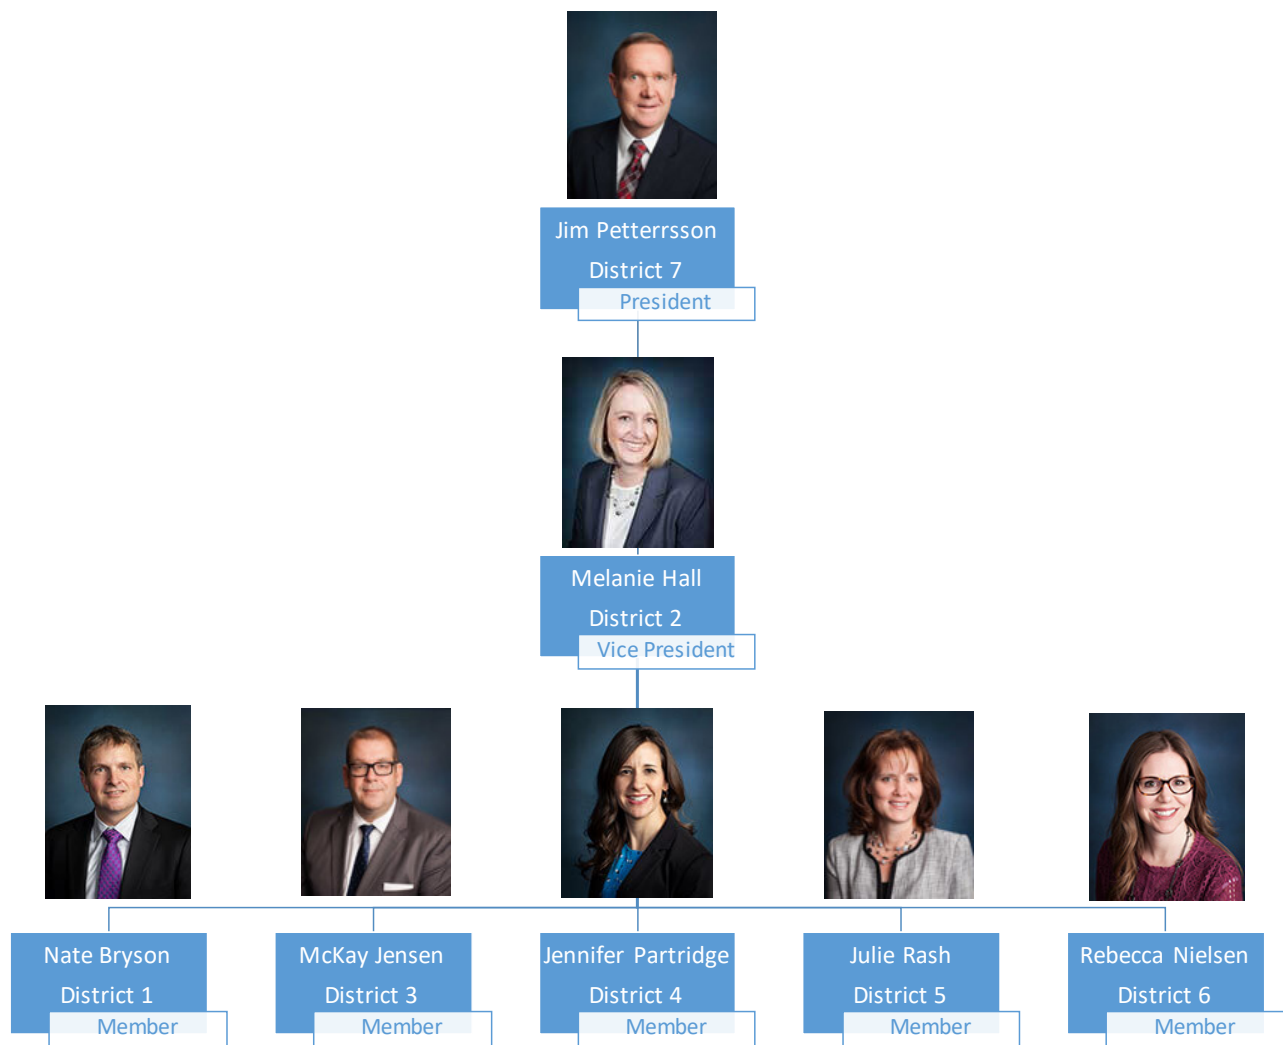 Jim Petterrsson
District 7
President
Melanie Hall
District 2
Vice President
Nate Bryson
District 1
Member
McKay Jensen
District 3
Member
Jennifer Partridge
District 4
Member
Julie Rash
District 5
Member
Rebecca Nielsen
District 6
Member